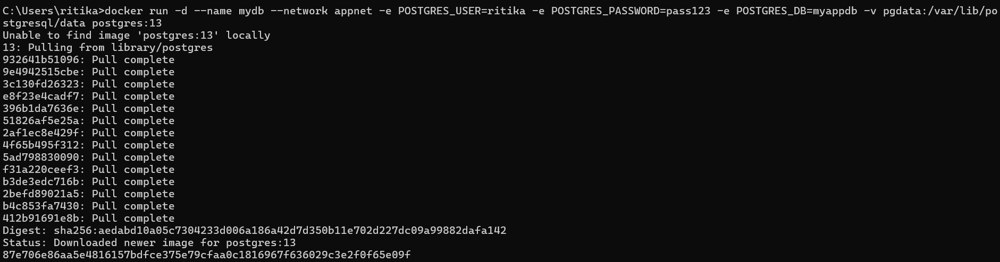 C:\Users\ritika>docker run -d --name mydb --network appnet -e POSTGRES_USER=ritika -e POSTGRES_PASSWORD=pass123 -e POSTGRES_DB=myappdb -v pgdata:/var/lib/po
stgresql/data postgres:13
Unable to find image 'postgres:13' locally
13: Pulling from library/postgres
932641b51096: Pull complete
9e4942515cbe: Pull complete
3c130fd26323: Pull complete
e8f23e4cadf7: Pull complete
396b1da7636e: Pull complete
51826af5e25a: Pull complete
2af1ec8e429f: Pull complete
4f65b495f312: Pull complete
5ad798830090: Pull complete
f31a220ceef3: Pull complete
b3de3edc716b: Pull complete
2befd89021a5: Pull complete
b4c853fa7430: Pull complete
412b91691e8b: Pull complete
Digest: sha256:aedabd10a05c7304233d006a186a42d7d350b11e702d227dc09a99882dafa142
Status: Downloaded newer image for postgres:13
87e706e86aa5e4816157bdfce375e79cfaa0c1816967f636029c3e2f0f65e09f